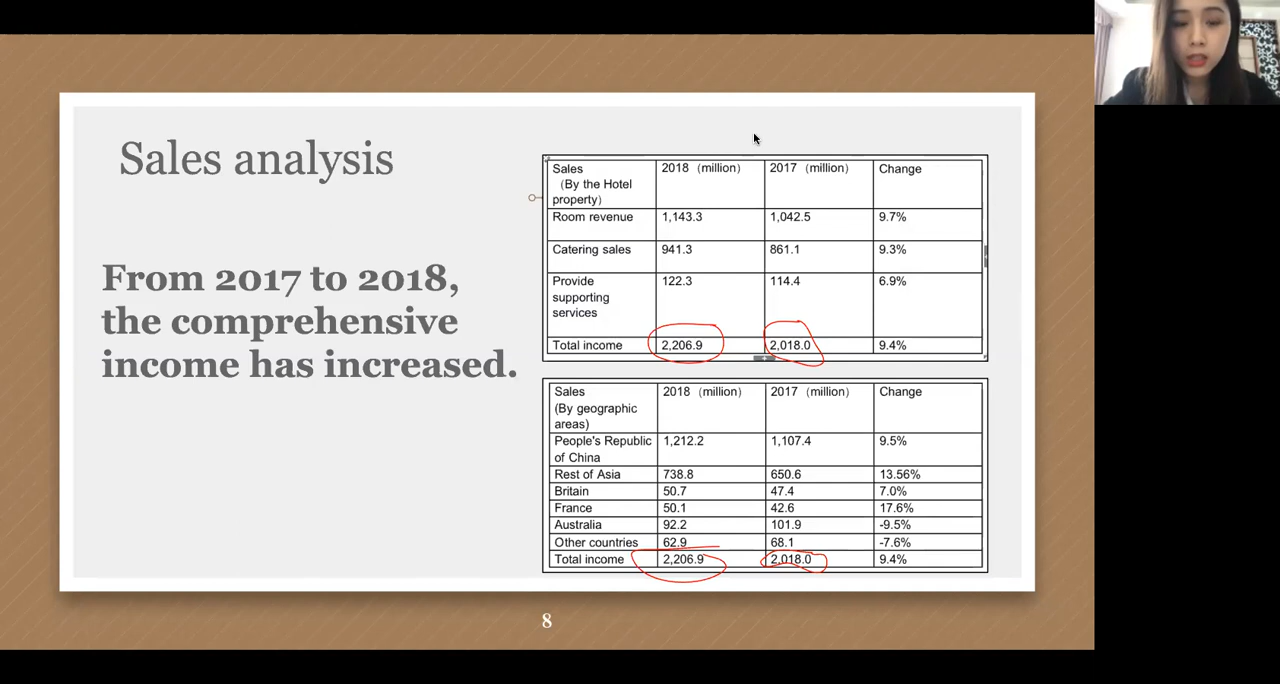 Sales analysis
From 2017 to 2018,
the comprehensive
income has increased.
Sales 2018 （million） 2017 （million） Change
（By the Hotel
property）
Room revenue 1,143.3 1,042.5 9.7%
Catering sales 941.3 861.1 9.3%
Provide 122.3 114.4 6.9%
supporting
services
Total income 2,206.9 2,018.0 9.4%
Sales 2018 （million） 2017 （million） Change
(By geographic
areas)
People's Republic 1,212.2 1,107.4 9.5%
of China
Rest of Asia 738.8 650.6 13.56%
Britain 50.7 47.4 7.0%
France 50.1 42.6 17.6%
Australia 92.2 101.9 -9.5%
Other countries 62.9 68.1 -7.6%
Total income 2,206.9 2,018.0 9.4%
8